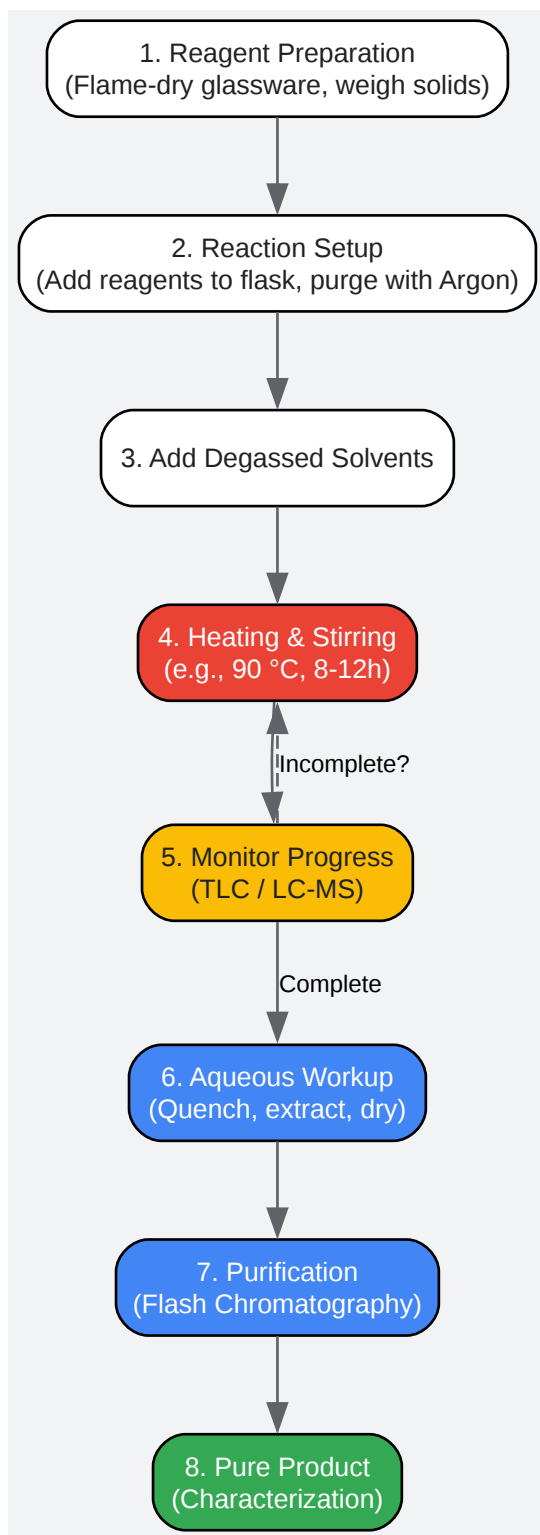 1. Reagent Preparation
(Flame-dry glassware, weigh solids)
2. Reaction Setup
(Add reagents to flask, purge with Argon)
3. Add Degassed Solvents
4. Heating & Stirring
(e.g., 90 °C, 8-12h)
Incomplete?
5. Monitor Progress
(TLC / LC-MS)
Complete
6. Aqueous Workup
(Quench, extract, dry)
7. Purification
(Flash Chromatography)
8. Pure Product
(Characterization)